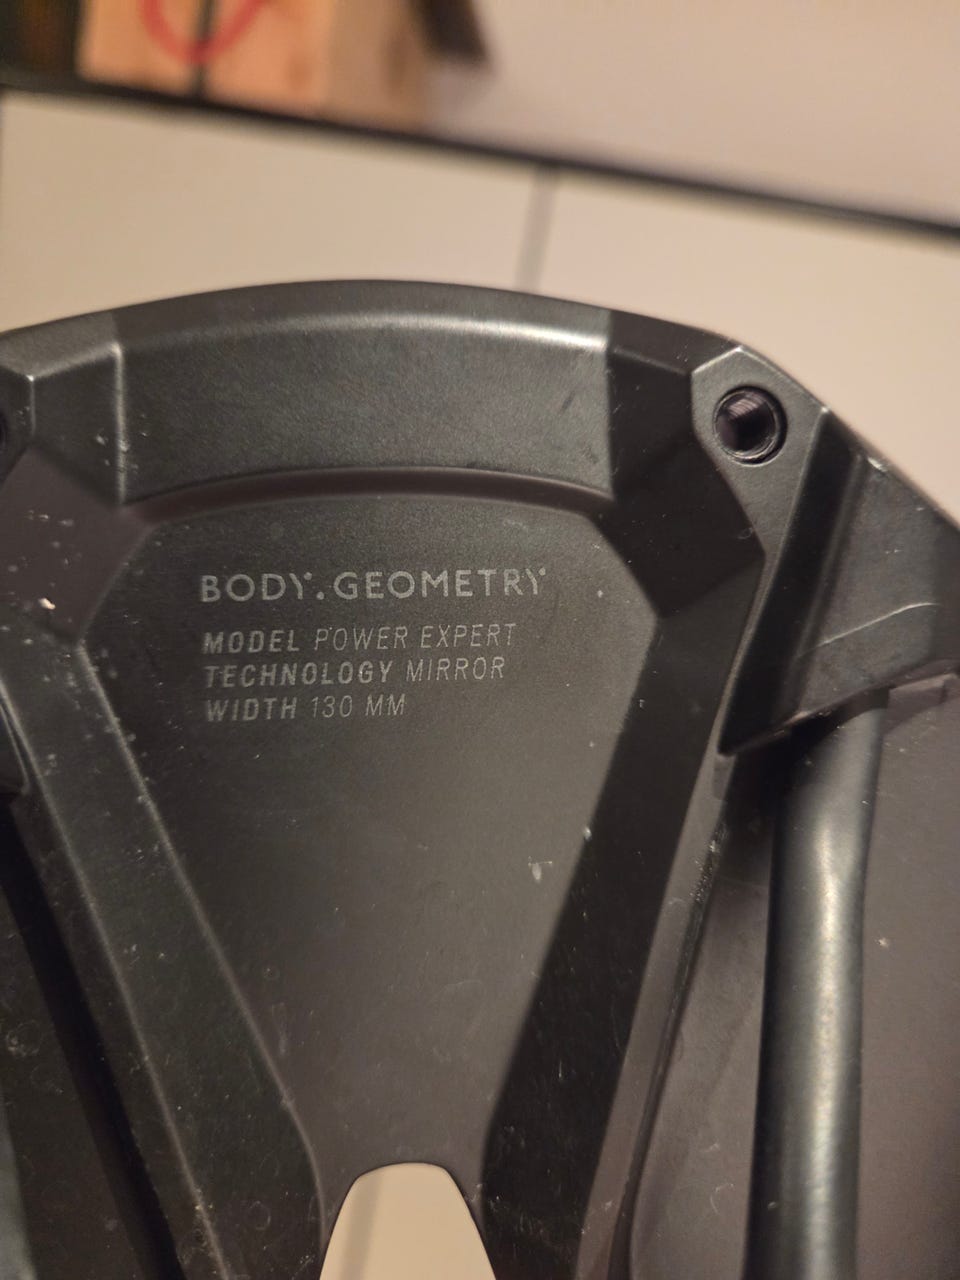 BODY.GEOMETRY
MODEL POWER EXPERT
TECHNOLOGY MIRROR
WIDTH 130 MM